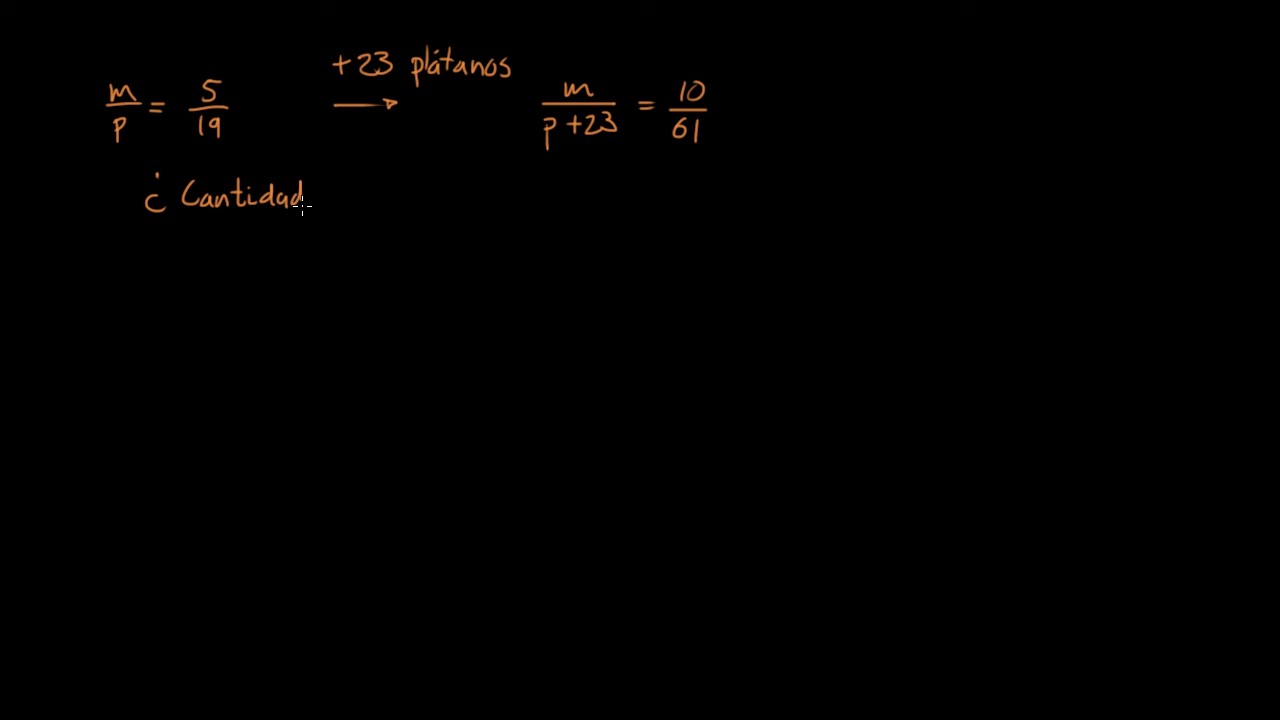 +23 plátanos
m/p = 5/19 → m/(p+23) = 10/61
¿ Cantidad